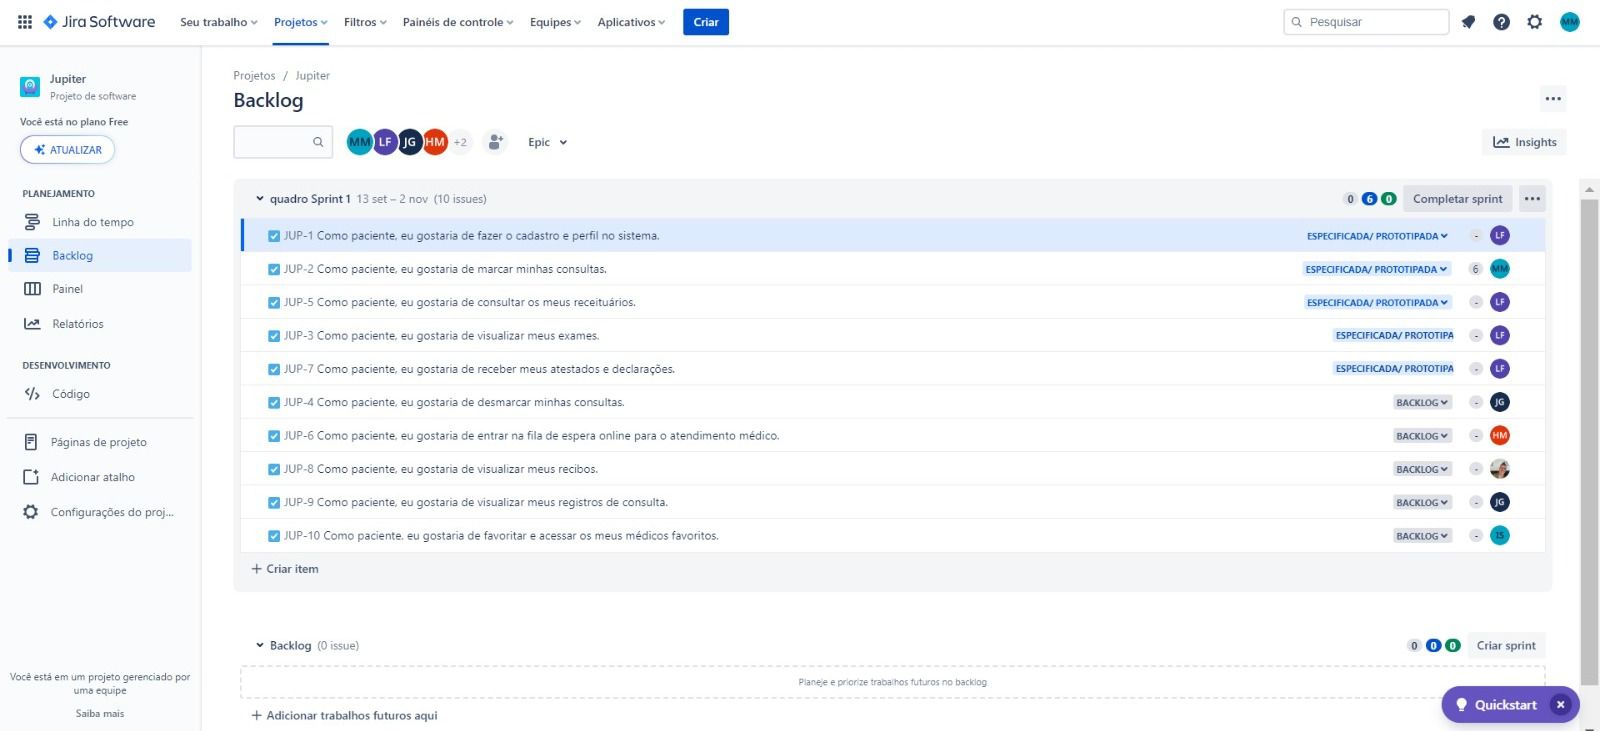 Jira Software Seu trabalho Projetos Filtros Painéis de controle Equipes Aplicativos Criar Pesquisar MM
Jupiter
Projeto de software
Você está no plano Free
ATUALIZAR
PLANEJAMENTO
Linha do tempo
Backlog
Painel
Relatórios
DESENVOLVIMENTO
Código
Páginas de projeto
Adicionar atalho
Configurações do proj...
Você está em um projeto gerenciado por
uma equipe
Saiba mais
Projetos / Jupiter
Backlog
MM LF JG HM +2 Epic Insights
quadro Sprint 1 13 set – 2 nov (10 issues) 0 6 0 Completar sprint
JUP-1 Como paciente, eu gostaria de fazer o cadastro e perfil no sistema. ESPECIFICADA/ PROTOTIPADA - LF
JUP-2 Como paciente, eu gostaria de marcar minhas consultas. ESPECIFICADA/ PROTOTIPADA 6 MM
JUP-5 Como paciente, eu gostaria de consultar os meus receituários. ESPECIFICADA/ PROTOTIPADA - LF
JUP-3 Como paciente, eu gostaria de visualizar meus exames. ESPECIFICADA/ PROTOTIPA - LF
JUP-7 Como paciente, eu gostaria de receber meus atestados e declarações. ESPECIFICADA/ PROTOTIPA - LF
JUP-4 Como paciente, eu gostaria de desmarcar minhas consultas. BACKLOG - JG
JUP-6 Como paciente, eu gostaria de entrar na fila de espera online para o atendimento médico. BACKLOG - HM
JUP-8 Como paciente, eu gostaria de visualizar meus recibos. BACKLOG -
JUP-9 Como paciente, eu gostaria de visualizar meus registros de consulta. BACKLOG - JG
JUP-10 Como paciente, eu gostaria de favoritar e acessar os meus médicos favoritos. BACKLOG - IS
+ Criar item
Backlog (0 issue) 0 0 0 Criar sprint
Planeje e priorize trabalhos futuros no backlog
+ Adicionar trabalhos futuros aqui
Quickstart